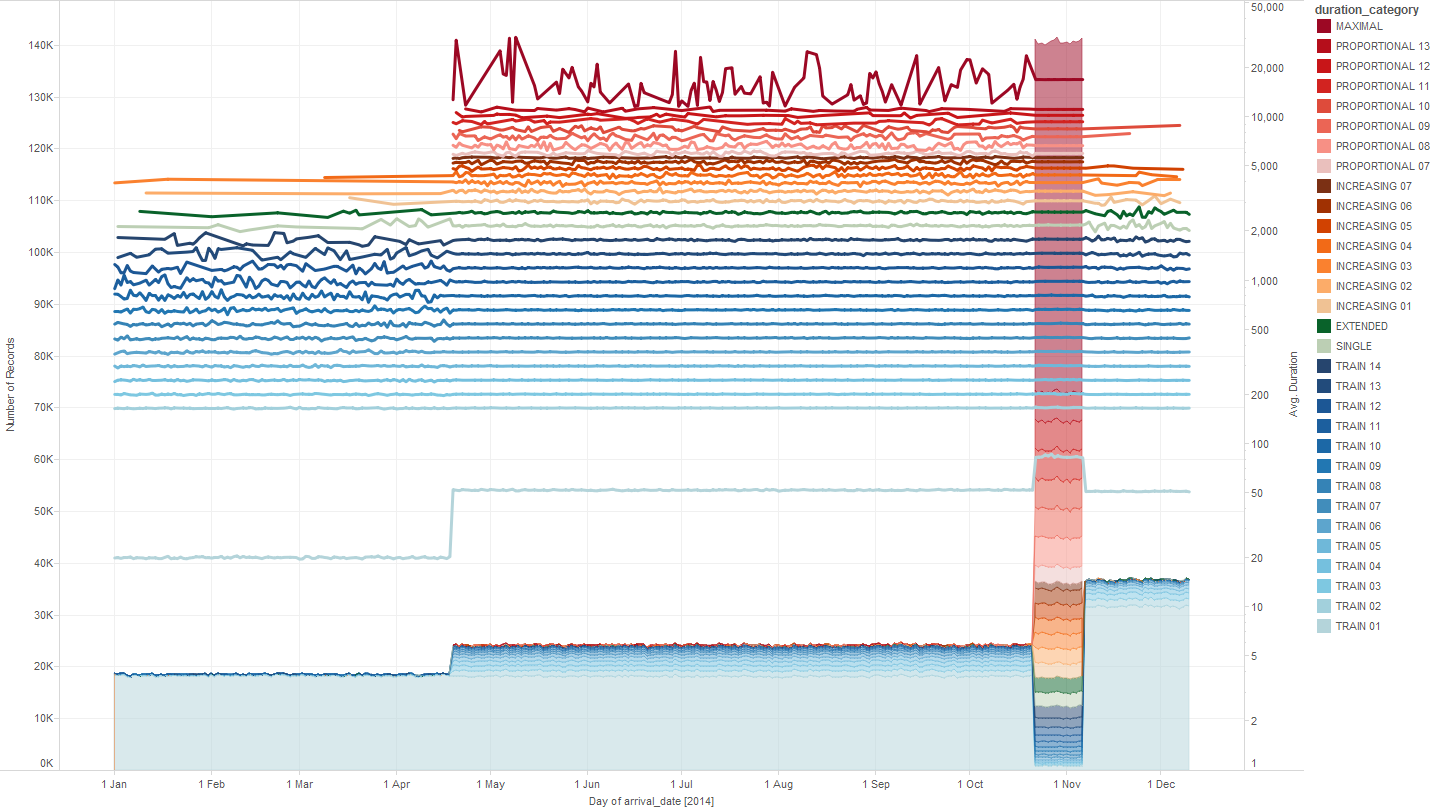 50,000
duration_category
MAXIMAL
PROPORTIONAL 13
PROPORTIONAL 12
PROPORTIONAL 11
PROPORTIONAL 10
PROPORTIONAL 09
PROPORTIONAL 08
PROPORTIONAL 07
INCREASING 07
INCREASING 06
INCREASING 05
INCREASING 04
INCREASING 03
INCREASING 02
INCREASING 01
EXTENDED
SINGLE
TRAIN 14
TRAIN 13
TRAIN 12
TRAIN 11
TRAIN 10
TRAIN 09
TRAIN 08
TRAIN 07
TRAIN 06
TRAIN 05
TRAIN 04
TRAIN 03
TRAIN 02
TRAIN 01
140K
130K
120K
110K
100K
90K
80K
70K
60K
50K
40K
30K
20K
10K
0K
Number of Records
20,000
10,000
5,000
2,000
1,000
500
200
100
50
20
10
5
2
1
Avg. Duration
1 Jan 1 Feb 1 Mar 1 Apr 1 May 1 Jun 1 Jul 1 Aug 1 Sep 1 Oct 1 Nov 1 Dec
Day of arrival_date [2014]